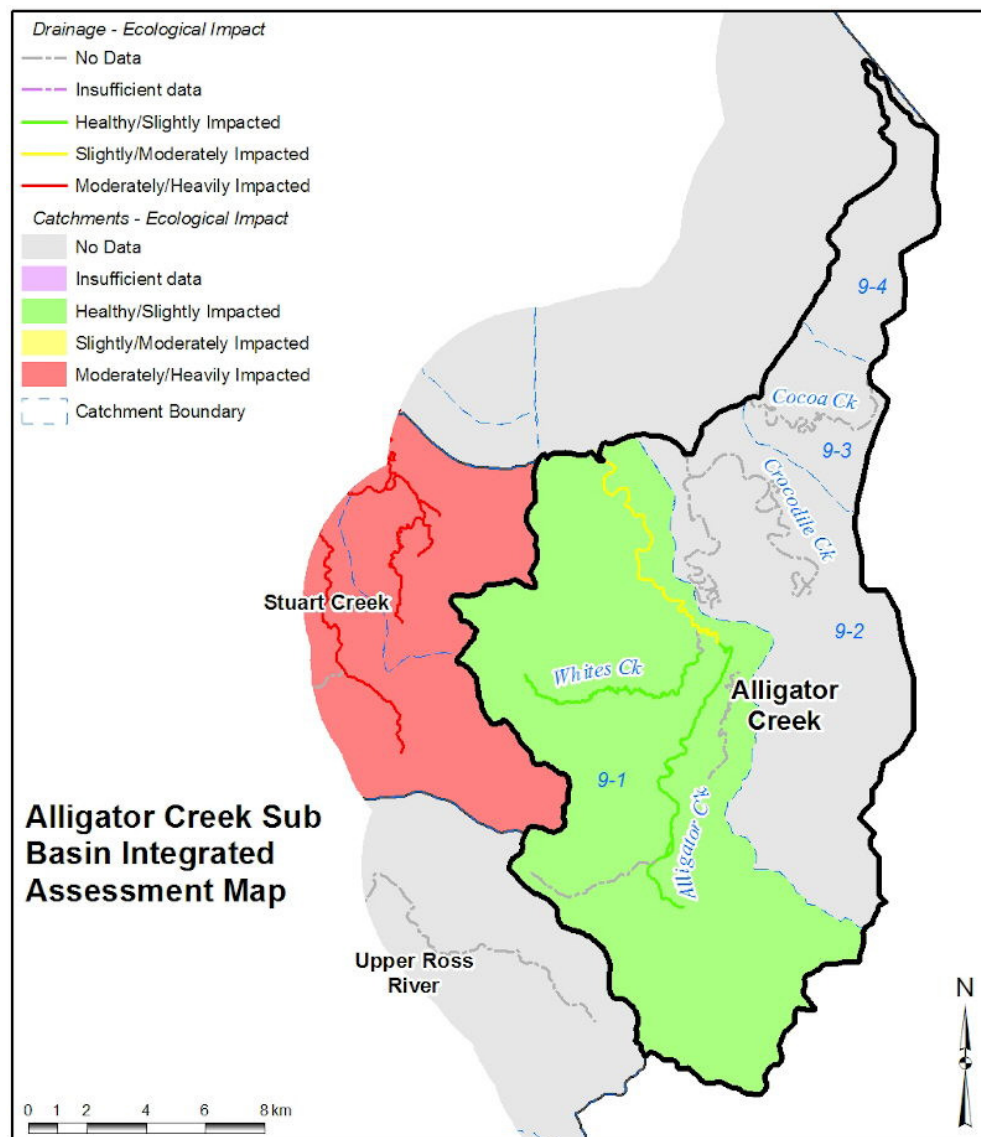 Drainage - Ecological Impact
No Data
Insufficient data
Healthy/Slightly Impacted
Slightly/Moderately Impacted
Moderately/Heavily Impacted
Catchments - Ecological Impact
No Data
Insufficient data
Healthy/Slightly Impacted
Slightly/Moderately Impacted
Moderately/Heavily Impacted
Catchment Boundary
9-4
Cocoa Ck
9-3
Crocodile Ck
Stuart Creek
9-2
Whites Ck
Alligator
Creek
9-1
Alligator Ck
Alligator Creek Sub
Basin Integrated
Assessment Map
Upper Ross
River
N
0 1 2 4 6 8 km